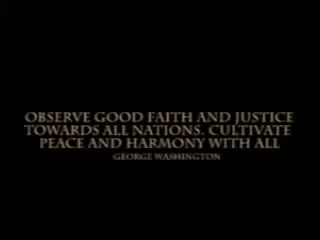 OBSERVE GOOD FAITH AND JUSTICE
TOWARDS ALL NATIONS. CULTIVATE
PEACE AND HARMONY WITH ALL
GEORGE WASHINGTON